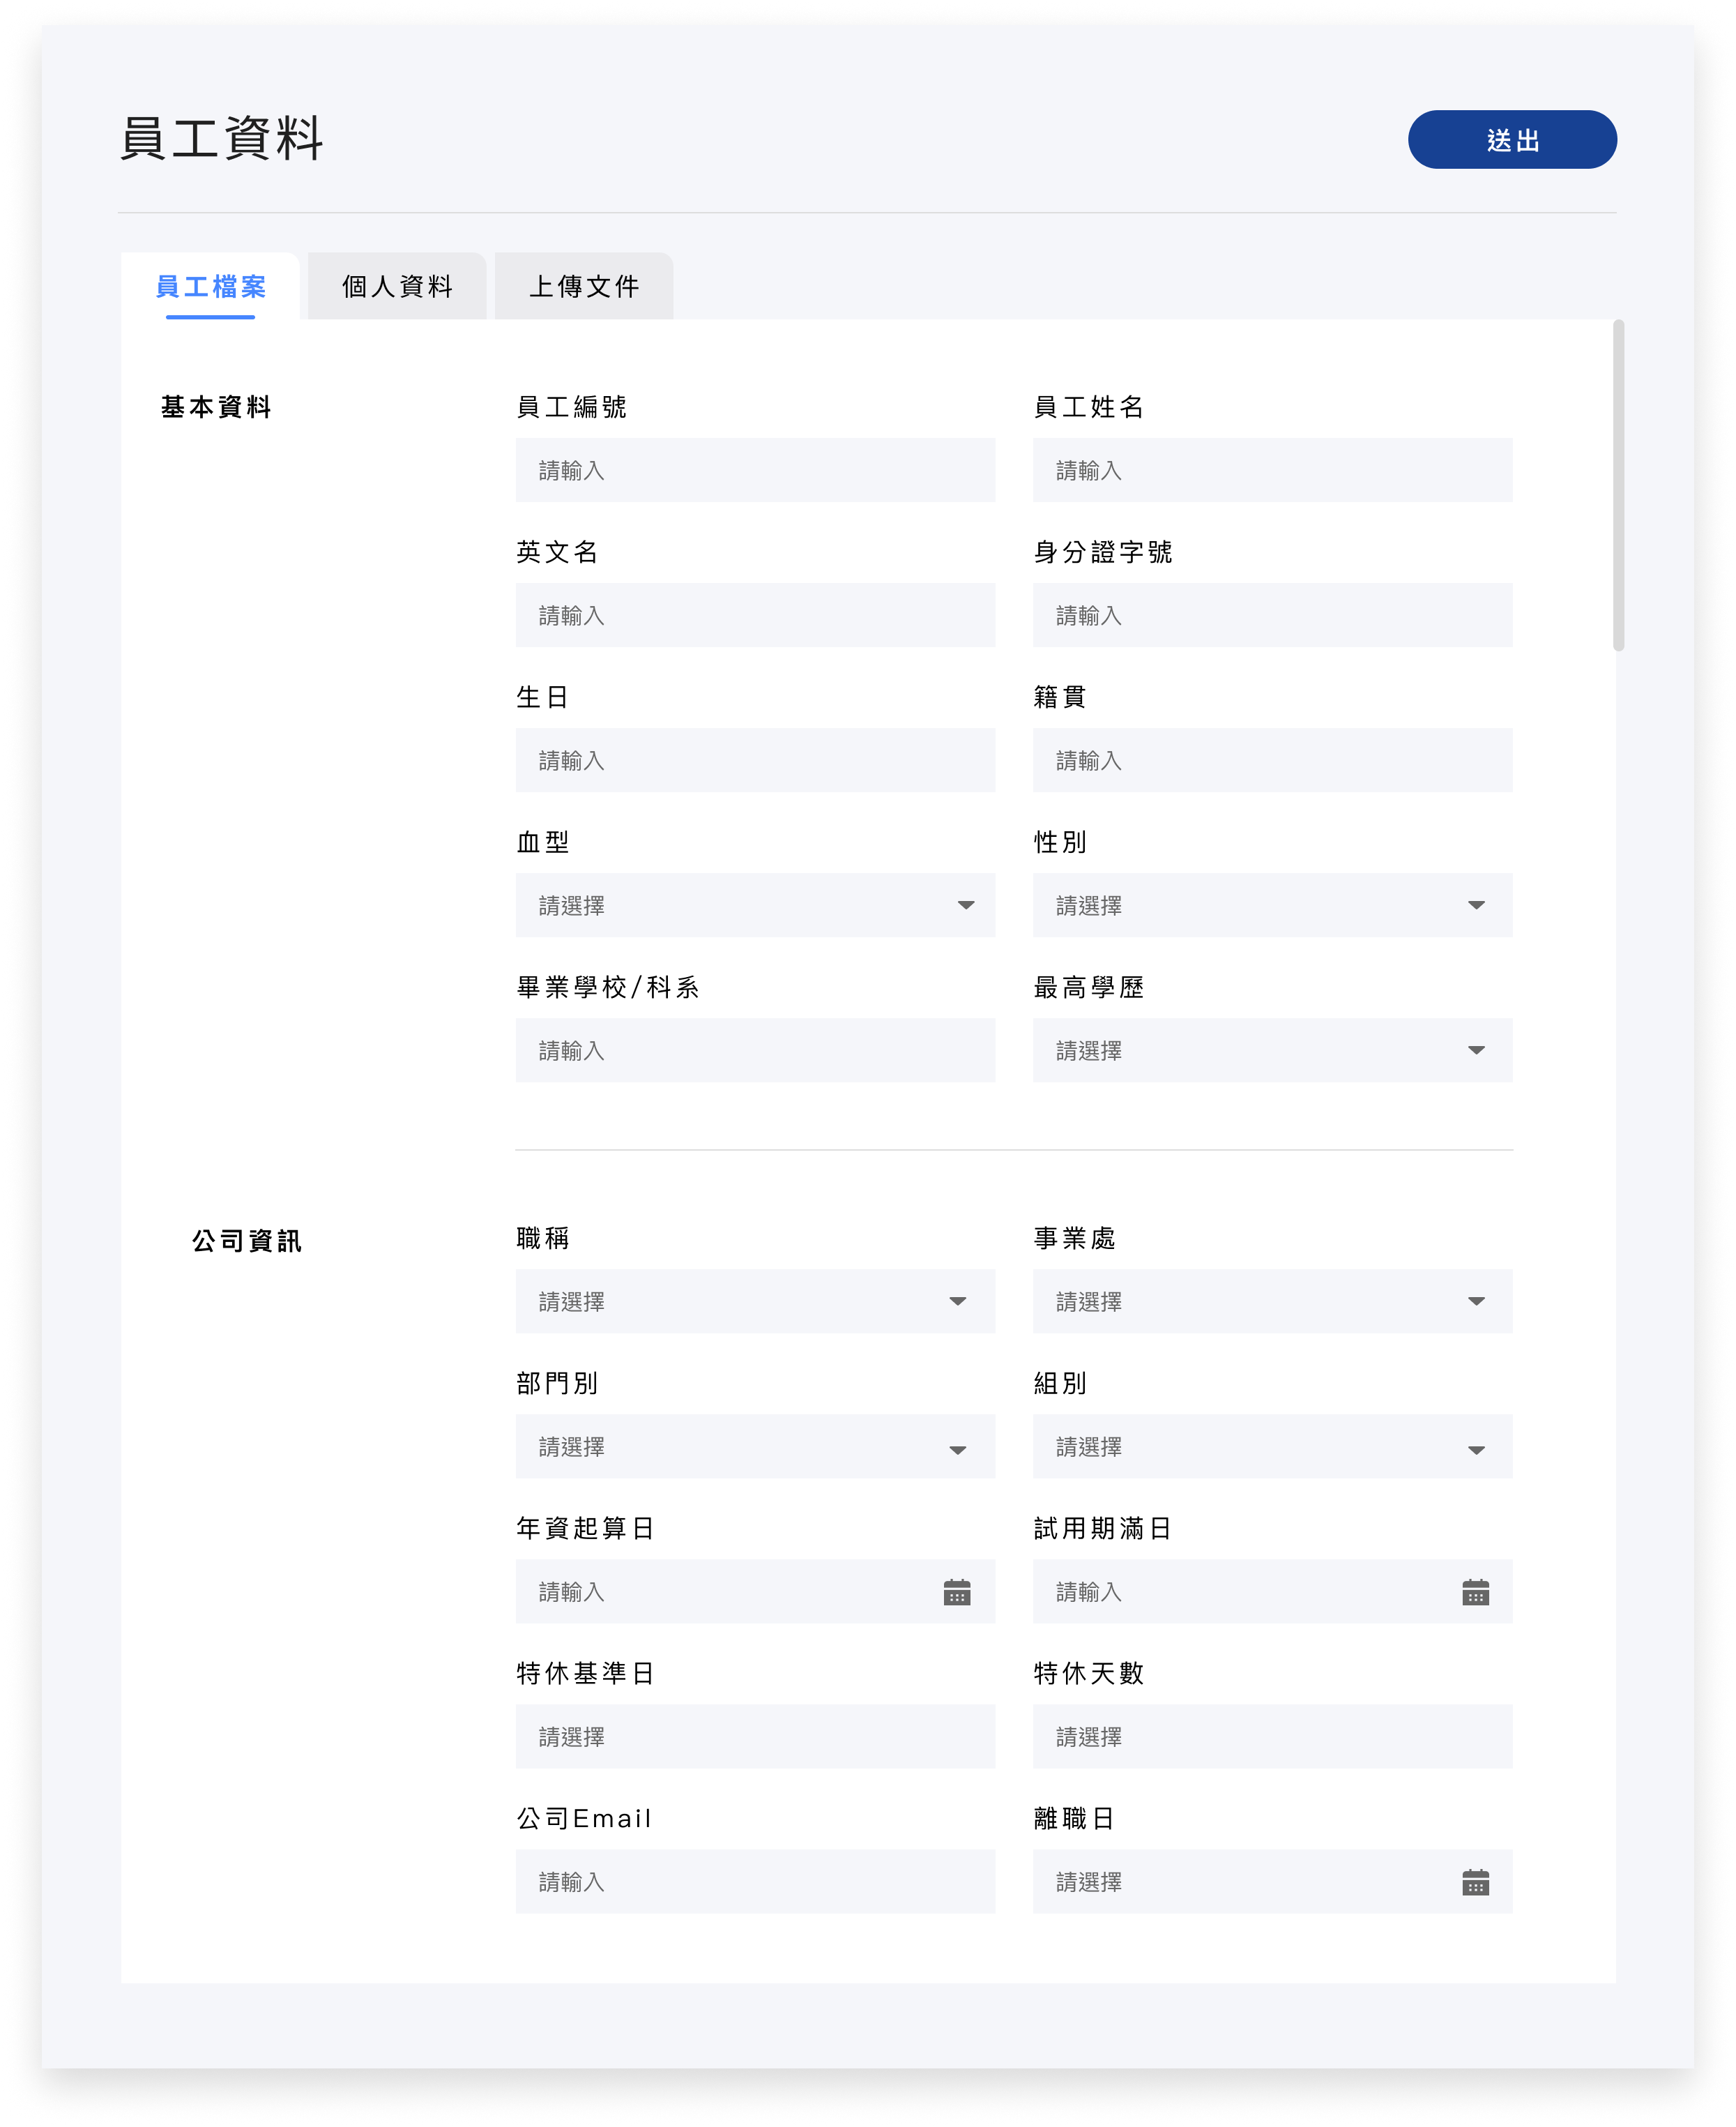 員工資料
送出
員工檔案 個人資料 上傳文件
基本資料
員工編號 員工姓名
請輸入 請輸入
英文名 身分證字號
請輸入 請輸入
生日 籍貫
請輸入 請輸入
血型 性別
請選擇 請選擇
畢業學校/科系 最高學歷
請輸入 請選擇
公司資訊
職稱 事業處
請選擇 請選擇
部門別 組別
請選擇 請選擇
年資起算日 試用期滿日
請輸入 請輸入
特休基準日 特休天數
請選擇 請選擇
公司Email 離職日
請輸入 請選擇